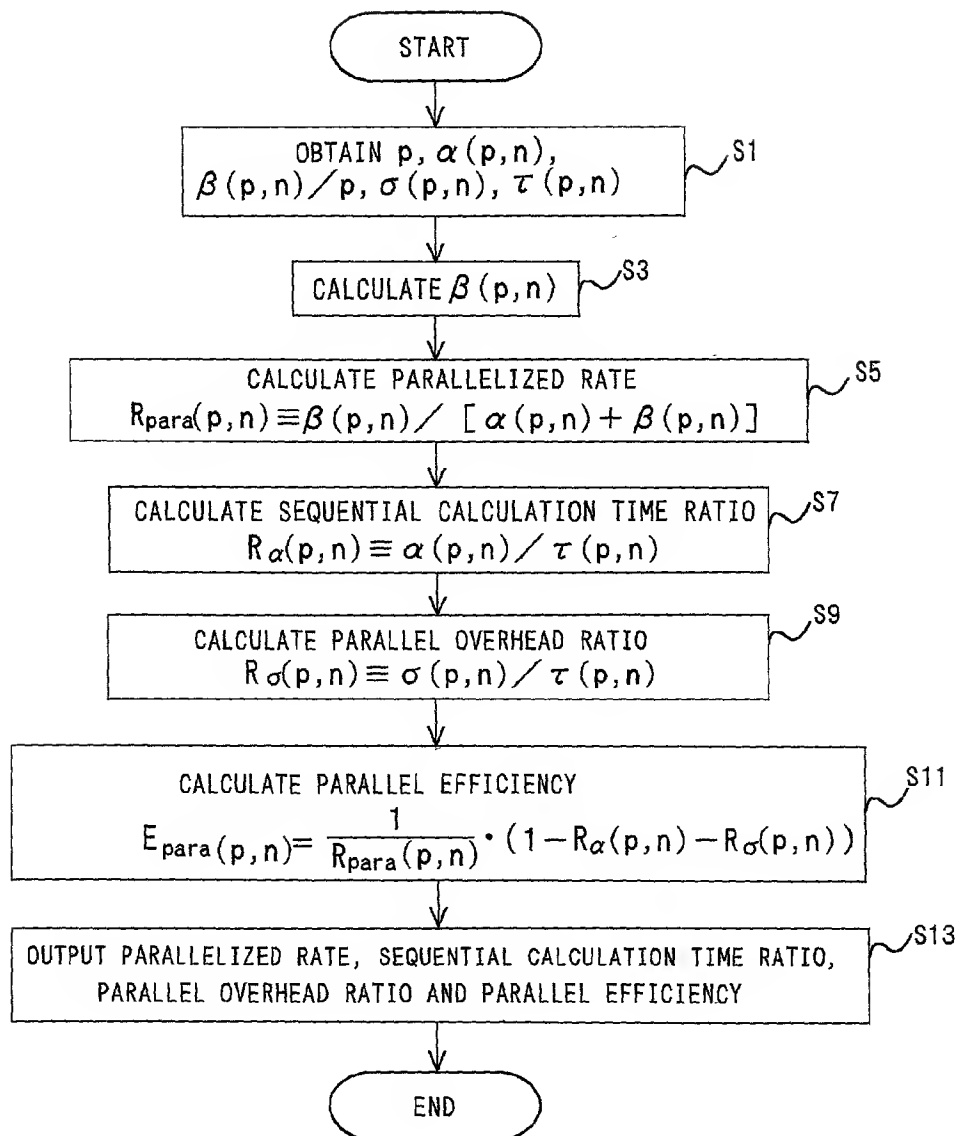 START
OBTAIN p, α(p,n),
β(p,n)/p, σ(p,n), τ(p,n)
S1
CALCULATE β(p,n)
S3
CALCULATE PARALLELIZED RATE
Rpara(p,n)≡β(p,n)/[α(p,n)+β(p,n)]
S5
CALCULATE SEQUENTIAL CALCULATION TIME RATIO
Rα(p,n)≡α(p,n)/τ(p,n)
S7
CALCULATE PARALLEL OVERHEAD RATIO
Rσ(p,n)≡σ(p,n)/τ(p,n)
S9
CALCULATE PARALLEL EFFICIENCY
Epara(p,n)= 1/Rpara(p,n) · (1-Rα(p,n)-Rσ(p,n))
S11
OUTPUT PARALLELIZED RATE, SEQUENTIAL CALCULATION TIME RATIO,
PARALLEL OVERHEAD RATIO AND PARALLEL EFFICIENCY
S13
END